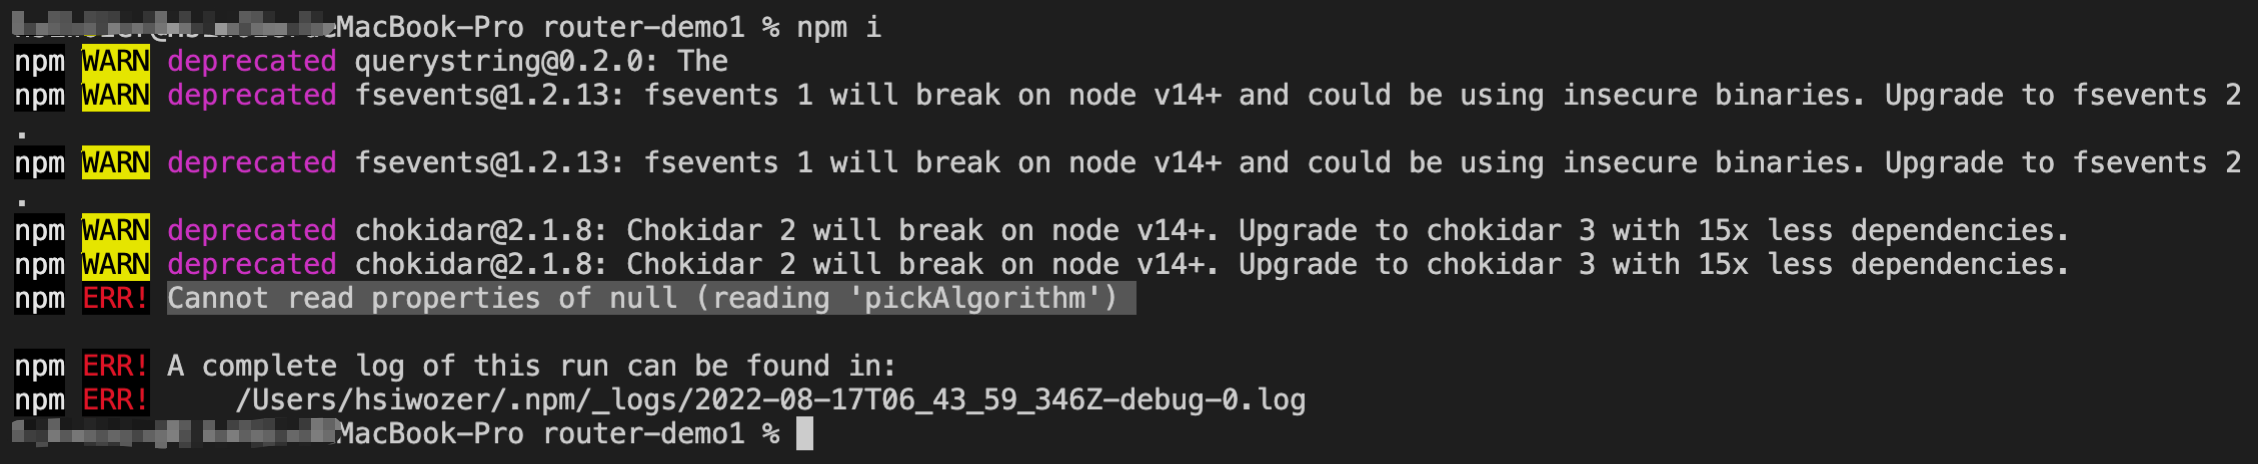 MacBook-Pro router-demo1 % npm i
npm WARN deprecated querystring@0.2.0: The
npm WARN deprecated fsevents@1.2.13: fsevents 1 will break on node v14+ and could be using insecure binaries. Upgrade to fsevents 2
.
npm WARN deprecated fsevents@1.2.13: fsevents 1 will break on node v14+ and could be using insecure binaries. Upgrade to fsevents 2
.
npm WARN deprecated chokidar@2.1.8: Chokidar 2 will break on node v14+. Upgrade to chokidar 3 with 15x less dependencies.
npm WARN deprecated chokidar@2.1.8: Chokidar 2 will break on node v14+. Upgrade to chokidar 3 with 15x less dependencies.
npm ERR! Cannot read properties of null (reading 'pickAlgorithm')
npm ERR! A complete log of this run can be found in:
npm ERR!     /Users/hsiwozer/.npm/_logs/2022-08-17T06_43_59_346Z-debug-0.log
MacBook-Pro router-demo1 %